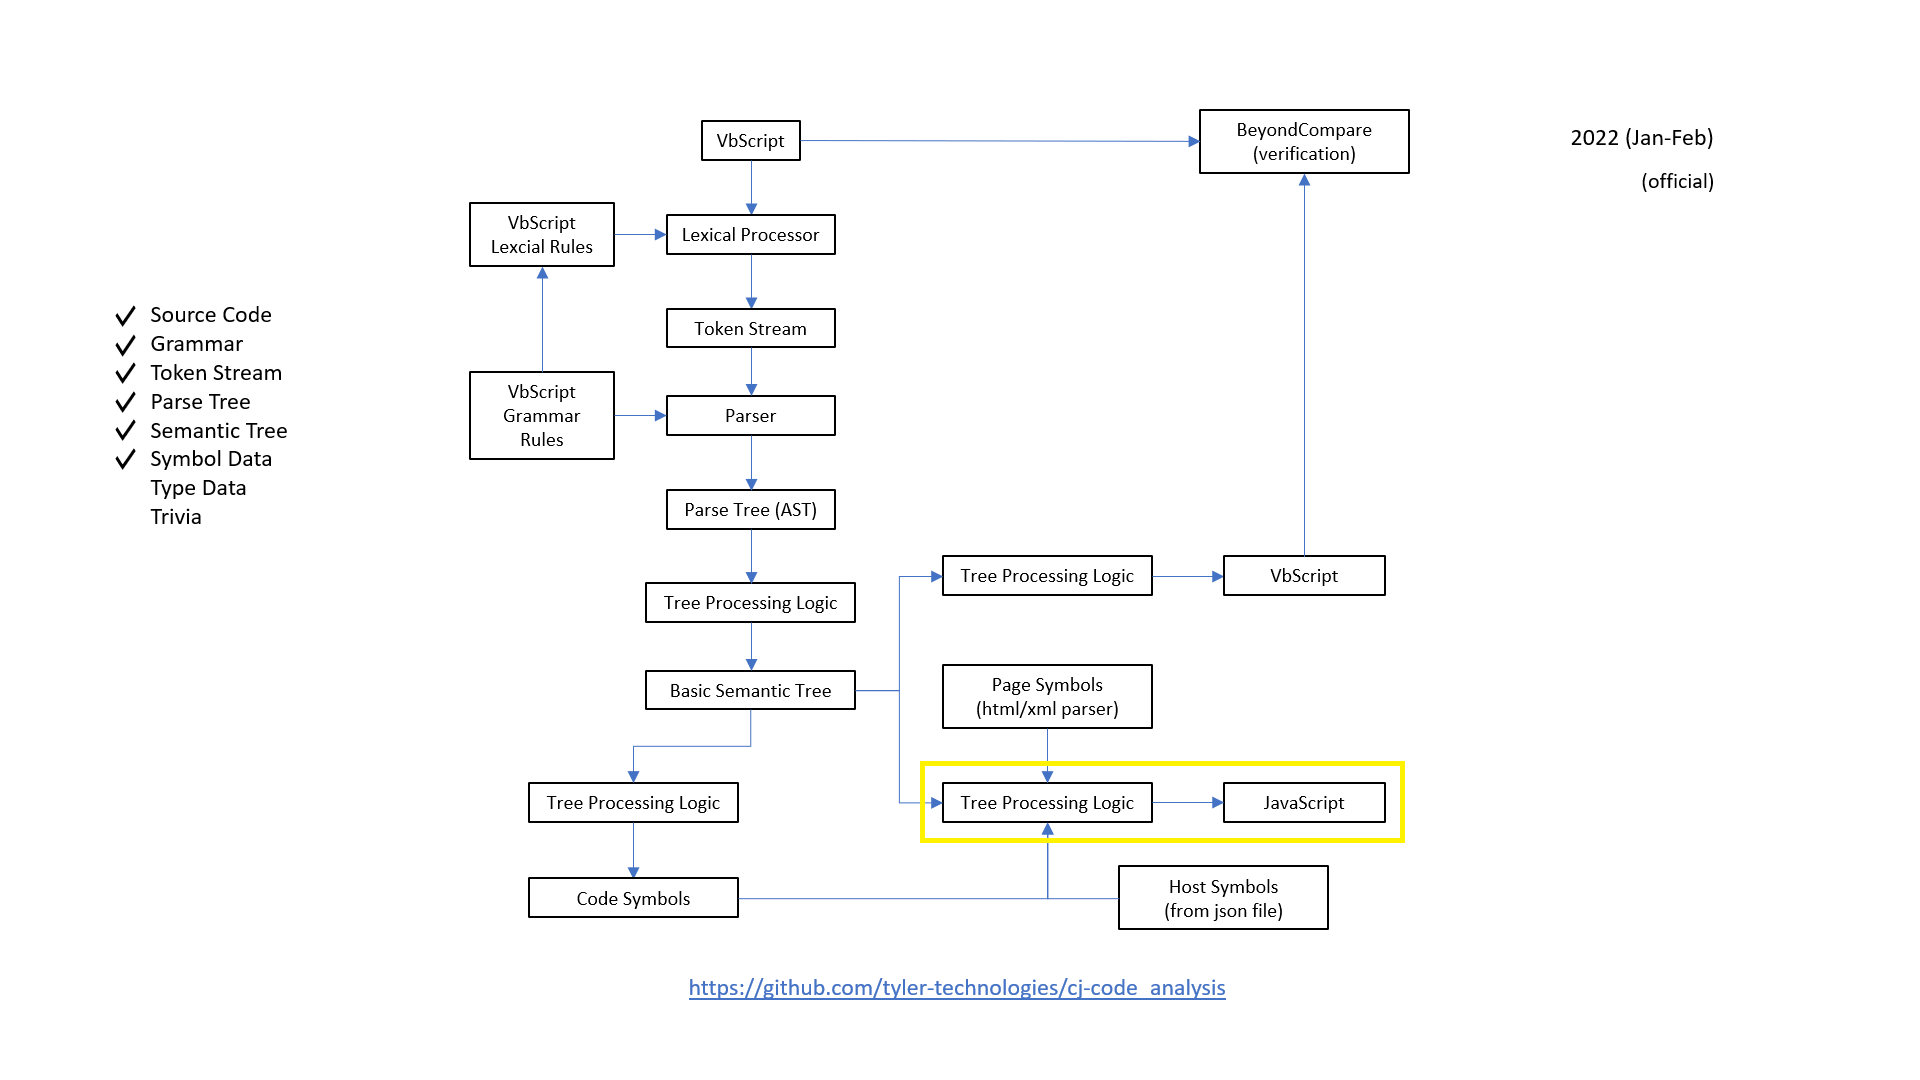 VbScript
BeyondCompare
(verification)
2022 (Jan-Feb)
(official)
VbScript
Lexcial Rules
Lexical Processor
Source Code
Grammar
Token Stream
Parse Tree
Semantic Tree
Symbol Data
Type Data
Trivia
Token Stream
VbScript
Grammar
Rules
Parser
Parse Tree (AST)
Tree Processing Logic
VbScript
Tree Processing Logic
Basic Semantic Tree
Page Symbols
(html/xml parser)
Tree Processing Logic
Tree Processing Logic
JavaScript
Code Symbols
Host Symbols
(from json file)
https://github.com/tyler-technologies/cj-code_analysis